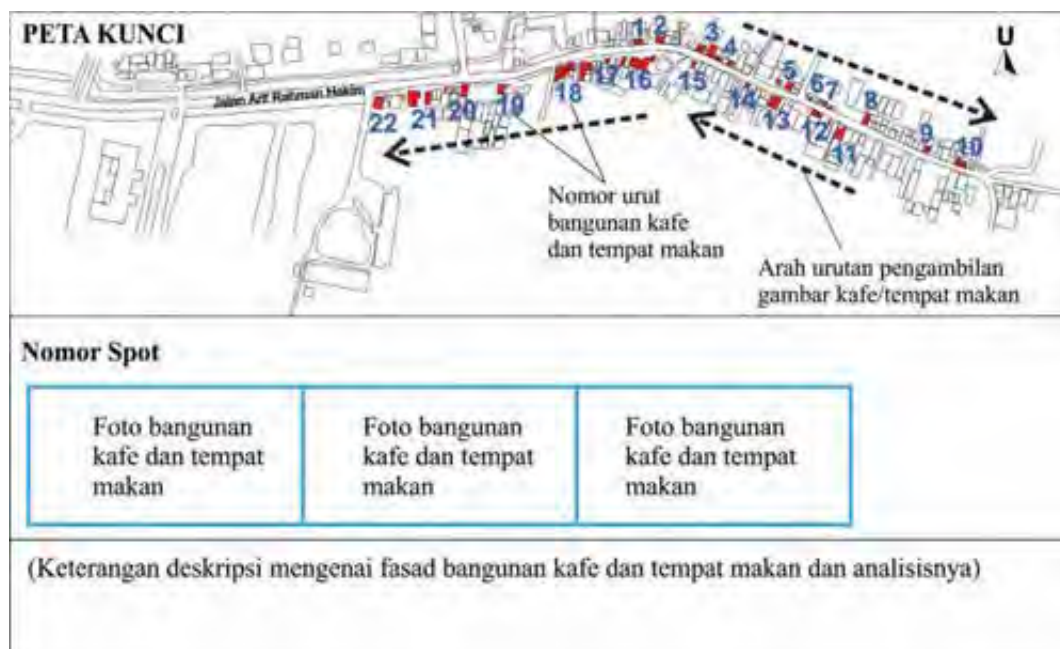 PETA KUNCI
U
Jalan Arif Rahman Hakim
1
2
3
4
5
6
7
8
9
10
11
12
13
14
15
16
17
18
19
20
21
22
Nomor urut
bangunan kafe
dan tempat makan
Arah urutan pengambilan
gambar kafe/tempat makan
Nomor Spot
Foto bangunan
kafe dan tempat
makan
Foto bangunan
kafe dan tempat
makan
Foto bangunan
kafe dan tempat
makan
(Keterangan deskripsi mengenai fasad bangunan kafe dan tempat makan dan analisisnya)